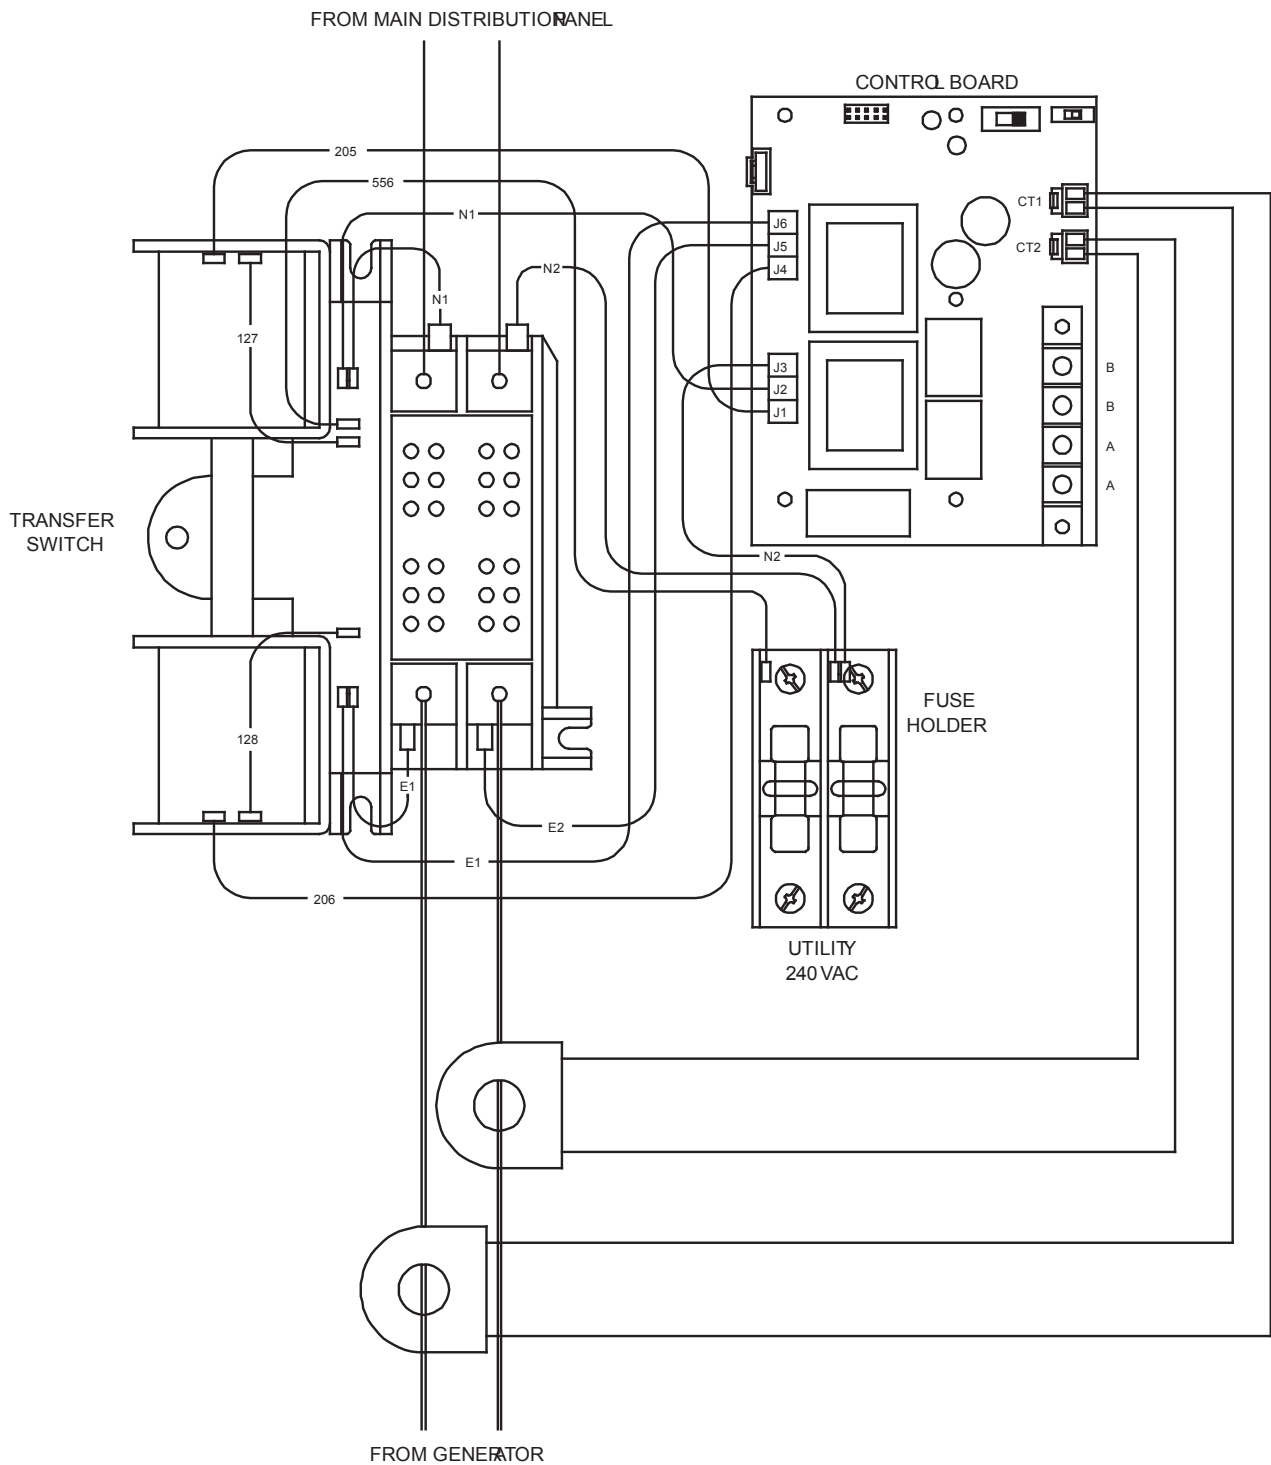 FROM MAIN DISTRIBUTION PANEL
CONTROL BOARD
205
556
N1
CT1
J6
J5
CT2
N2
J4
N1
127
J3
B
J2
B
J1
A
A
TRANSFER
SWITCH
N2
FUSE
HOLDER
128
E1
E2
E1
206
UTILITY
240 VAC
FROM GENERATOR